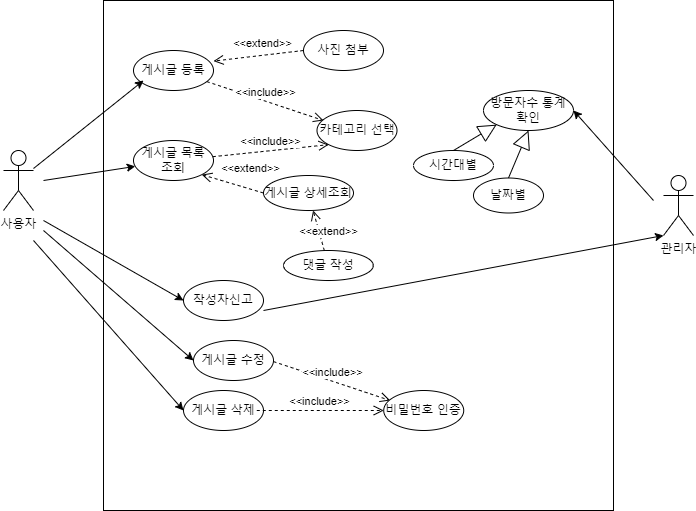 <<extend>>
사진 첨부
게시글 등록
<<include>>
방문자수 통계
확인
카테고리 선택
<<include>>
게시글 목록
조회
<<extend>>
시간대별
게시글 상세조회
날짜별
사용자
<<extend>>
관리자
댓글 작성
작성자신고
게시글 수정
<<include>>
<<include>>
게시글 삭제
비밀번호 인증